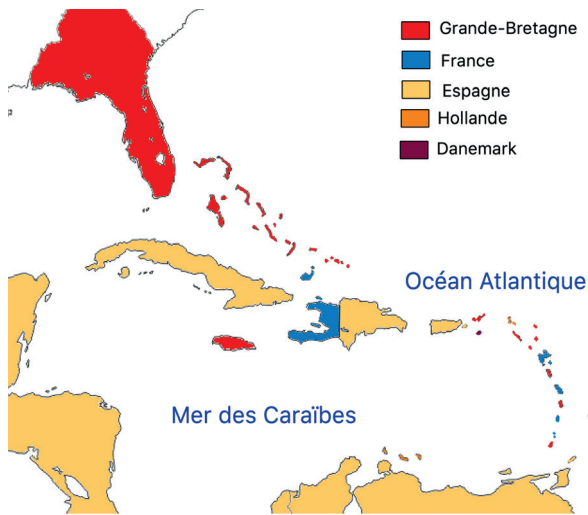 Grande-Bretagne
France
Espagne
Hollande
Danemark
Océan Atlantique
Mer des Caraïbes